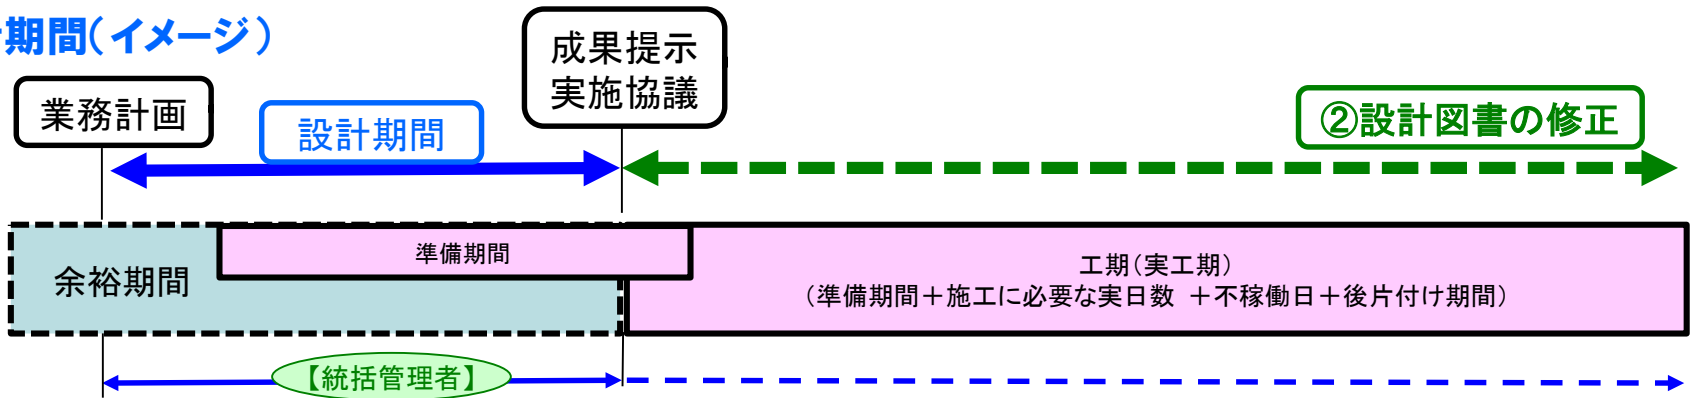 期間(イメージ)
成果提示
実施協議
業務計画
設計期間
②設計図書の修正
準備期間
余裕期間
工期(実工期)
(準備期間+施工に必要な実日数 +不稼働日+後片付け期間)
【統括管理者】